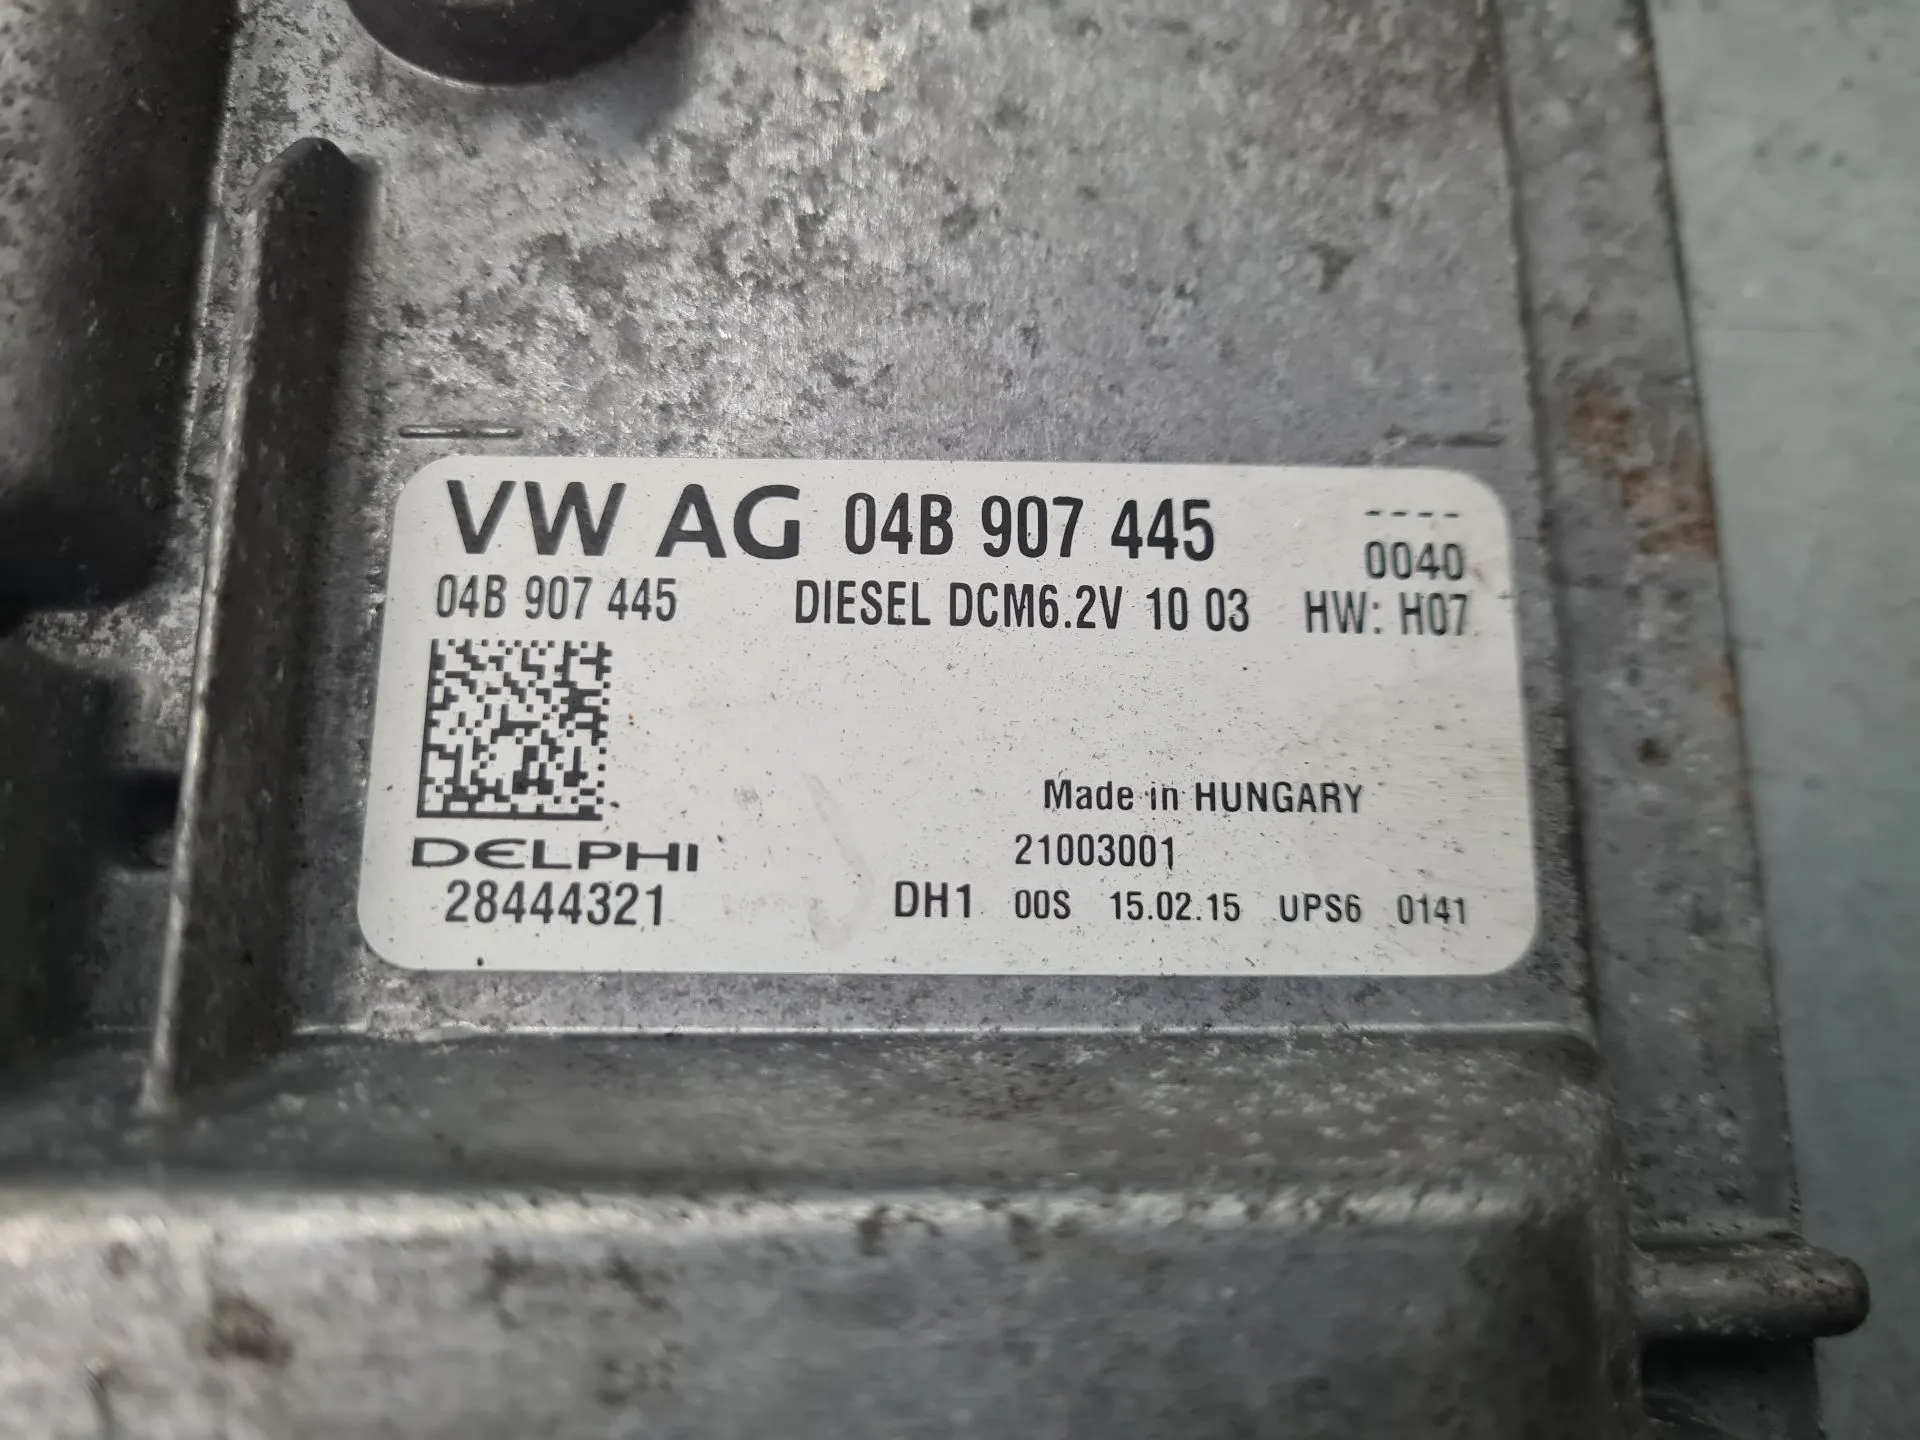 VW AG 04B 907 445 ----
0040
04B 907 445 DIESEL DCM6.2V 10 03 HW: H07
Made in HUNGARY
DELPHI 21003001
28444321 DH1 00S 15.02.15 UPS6 0141